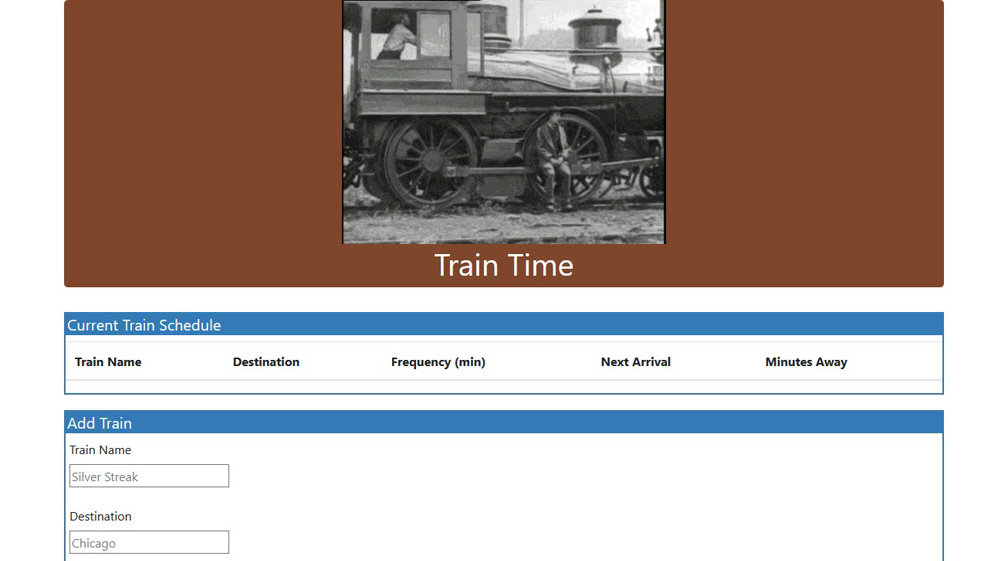 Train Time
Current Train Schedule
Train Name Destination Frequency (min) Next Arrival Minutes Away
Add Train
Train Name
Silver Streak
Destination
Chicago